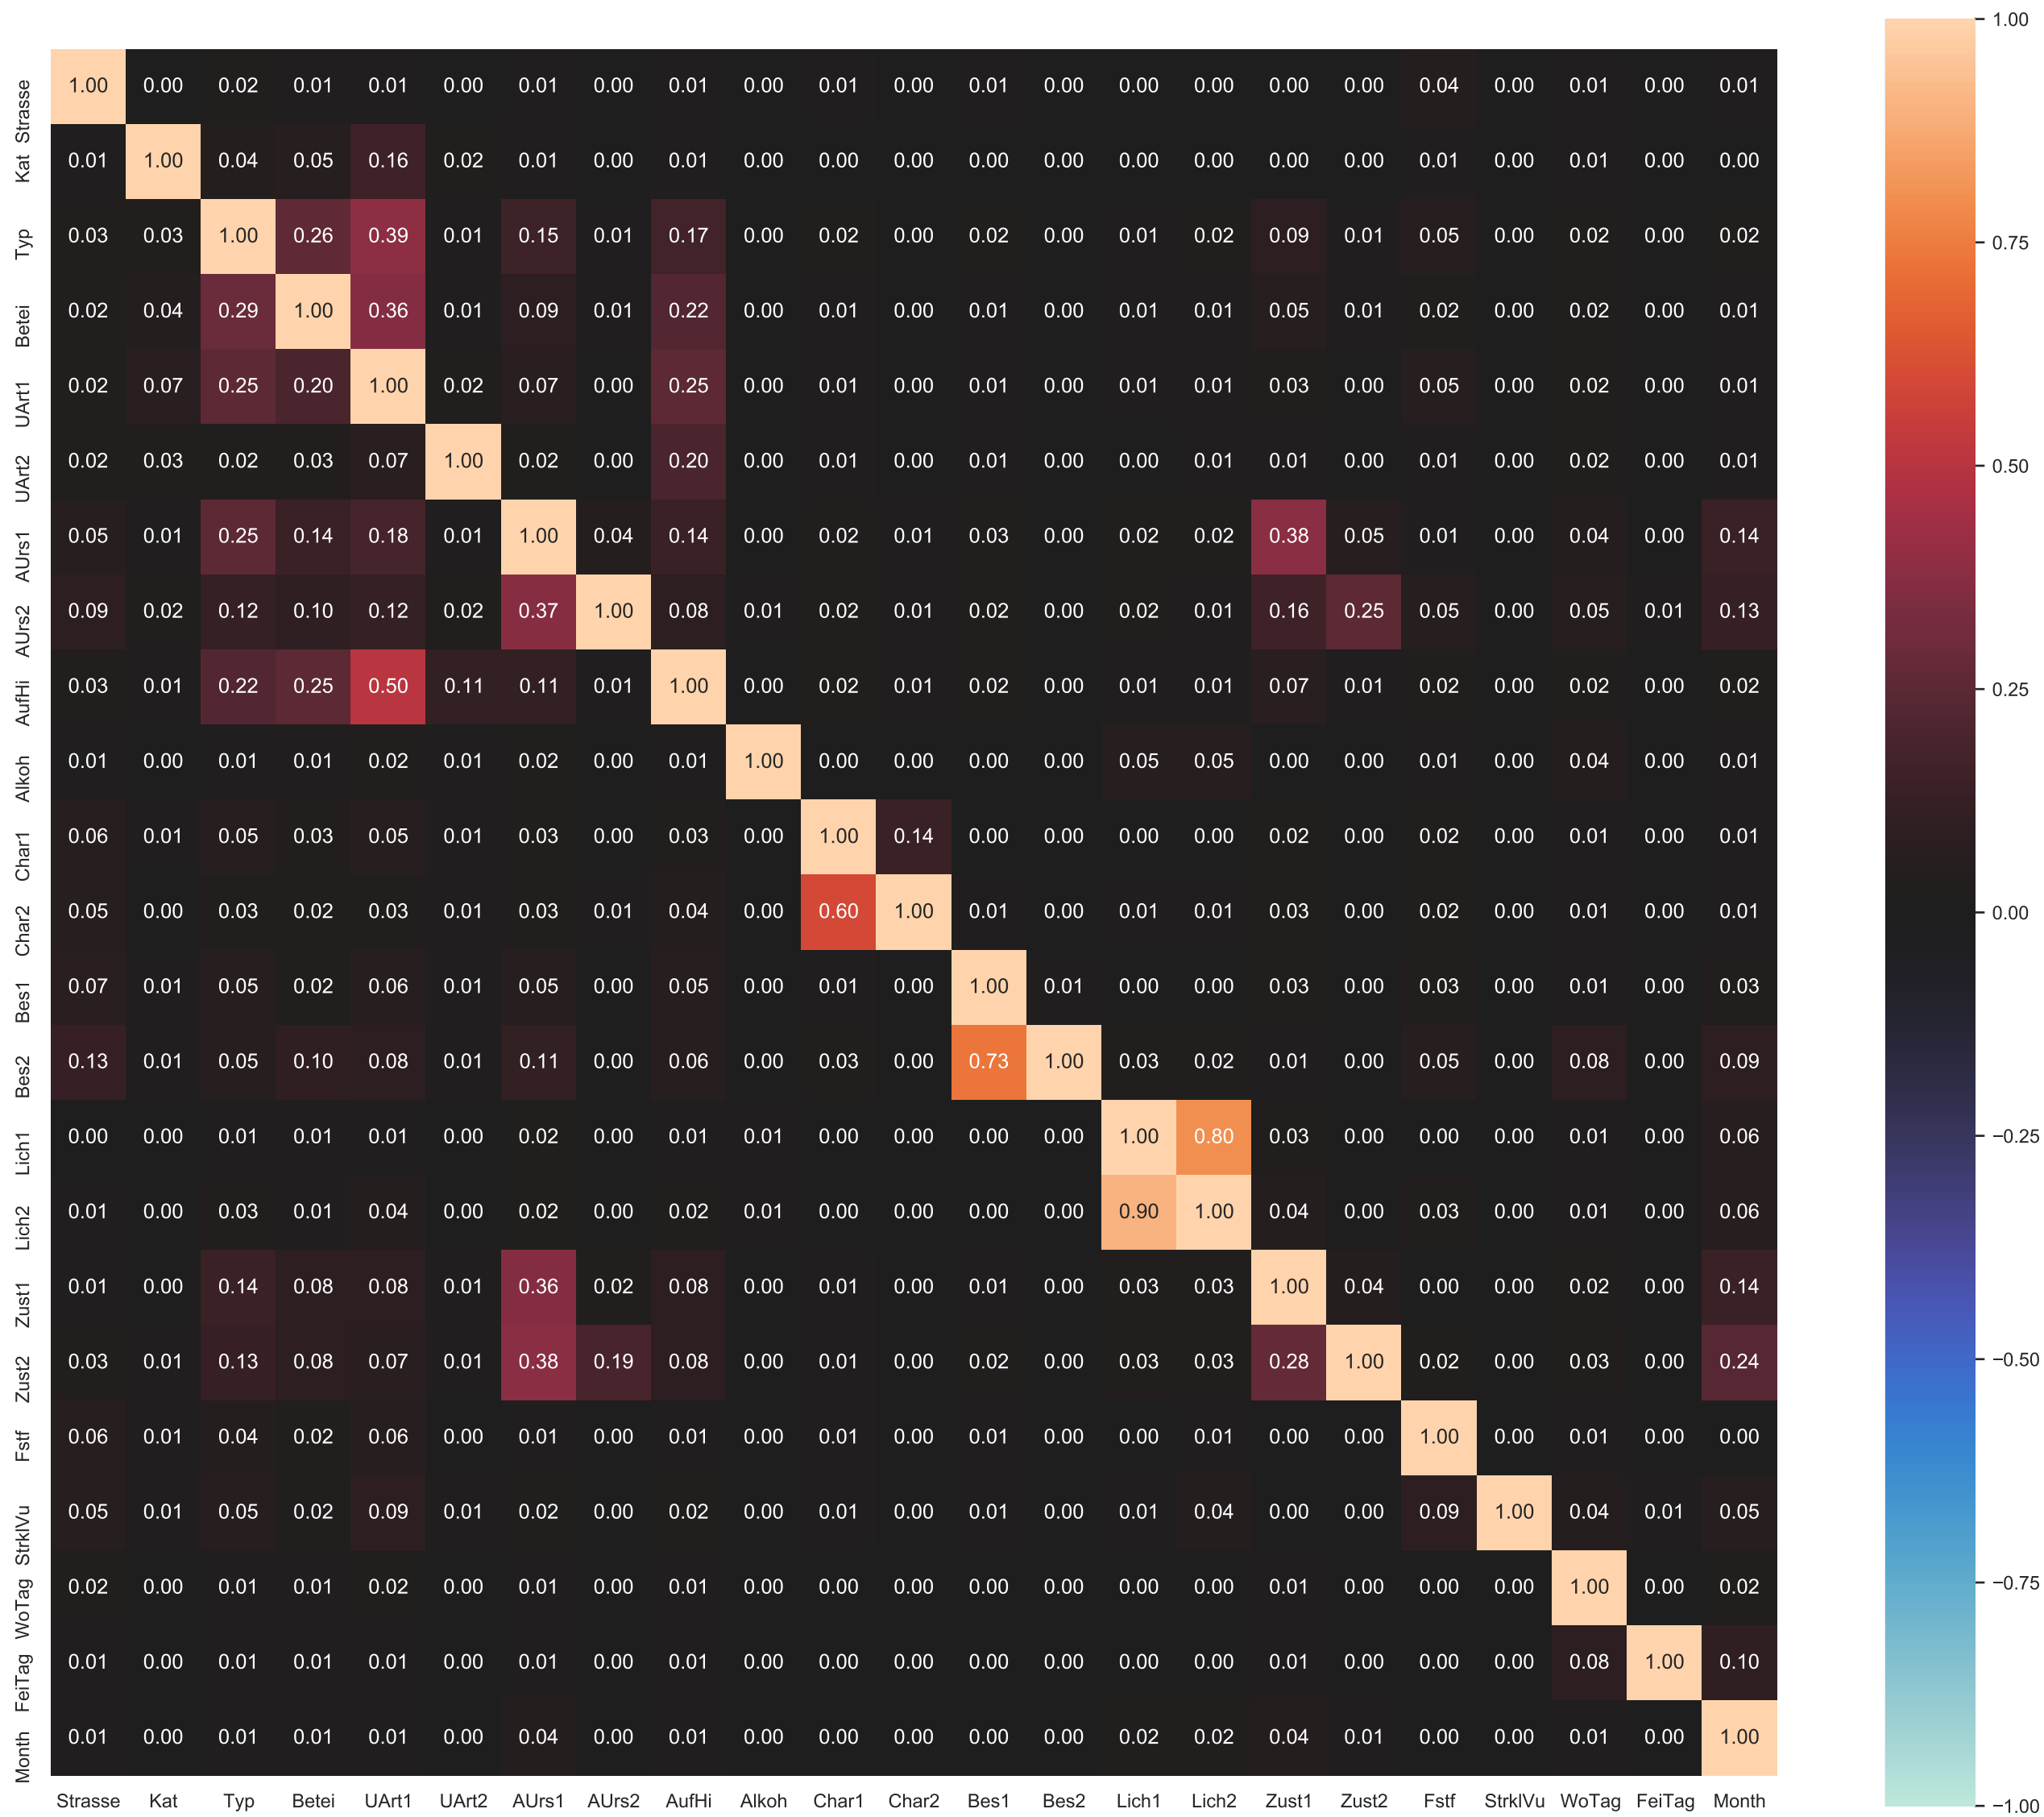 Strasse 1.00 0.00 0.02 0.01 0.01 0.00 0.01 0.00 0.01 0.00 0.01 0.00 0.01 0.00 0.00 0.00 0.00 0.00 0.04 0.00 0.01 0.00 0.01
Kat 0.01 1.00 0.04 0.05 0.16 0.02 0.01 0.00 0.01 0.00 0.00 0.00 0.00 0.00 0.00 0.00 0.00 0.00 0.01 0.00 0.01 0.00 0.00
Typ 0.03 0.03 1.00 0.26 0.39 0.01 0.15 0.01 0.17 0.00 0.02 0.00 0.02 0.00 0.01 0.02 0.09 0.01 0.05 0.00 0.02 0.00 0.02
Betei 0.02 0.04 0.29 1.00 0.36 0.01 0.09 0.01 0.22 0.00 0.01 0.00 0.01 0.00 0.01 0.01 0.05 0.01 0.02 0.00 0.02 0.00 0.01
UArt1 0.02 0.07 0.25 0.20 1.00 0.02 0.07 0.00 0.25 0.00 0.01 0.00 0.01 0.00 0.01 0.01 0.03 0.00 0.05 0.00 0.02 0.00 0.01
UArt2 0.02 0.03 0.02 0.03 0.07 1.00 0.02 0.00 0.20 0.00 0.01 0.00 0.01 0.00 0.00 0.01 0.01 0.00 0.01 0.00 0.02 0.00 0.01
AUrs1 0.05 0.01 0.25 0.14 0.18 0.01 1.00 0.04 0.14 0.00 0.02 0.01 0.03 0.00 0.02 0.02 0.38 0.05 0.01 0.00 0.04 0.00 0.14
AUrs2 0.09 0.02 0.12 0.10 0.12 0.02 0.37 1.00 0.08 0.01 0.02 0.01 0.02 0.00 0.02 0.01 0.16 0.25 0.05 0.00 0.05 0.01 0.13
AufHi 0.03 0.01 0.22 0.25 0.50 0.11 0.11 0.01 1.00 0.00 0.02 0.01 0.02 0.00 0.01 0.01 0.07 0.01 0.02 0.00 0.02 0.00 0.02
Alkoh 0.01 0.00 0.01 0.01 0.02 0.01 0.02 0.00 0.01 1.00 0.00 0.00 0.00 0.00 0.05 0.05 0.00 0.00 0.01 0.00 0.04 0.00 0.01
Char1 0.06 0.01 0.05 0.03 0.05 0.01 0.03 0.00 0.03 0.00 1.00 0.14 0.00 0.00 0.00 0.00 0.02 0.00 0.02 0.00 0.01 0.00 0.01
Char2 0.05 0.00 0.03 0.02 0.03 0.01 0.03 0.01 0.04 0.00 0.60 1.00 0.01 0.00 0.01 0.01 0.03 0.00 0.02 0.00 0.01 0.00 0.01
Bes1 0.07 0.01 0.05 0.02 0.06 0.01 0.05 0.00 0.05 0.00 0.01 0.00 1.00 0.01 0.00 0.00 0.03 0.00 0.03 0.00 0.01 0.00 0.03
Bes2 0.13 0.01 0.05 0.10 0.08 0.01 0.11 0.00 0.06 0.00 0.03 0.00 0.73 1.00 0.03 0.02 0.01 0.00 0.05 0.00 0.08 0.00 0.09
Lich1 0.00 0.00 0.01 0.01 0.01 0.00 0.02 0.00 0.01 0.01 0.00 0.00 0.00 0.00 1.00 0.80 0.03 0.00 0.00 0.00 0.01 0.00 0.06
Lich2 0.01 0.00 0.03 0.01 0.04 0.00 0.02 0.00 0.02 0.01 0.00 0.00 0.00 0.00 0.90 1.00 0.04 0.00 0.03 0.00 0.01 0.00 0.06
Zust1 0.01 0.00 0.14 0.08 0.08 0.01 0.36 0.02 0.08 0.00 0.01 0.00 0.01 0.00 0.03 0.03 1.00 0.04 0.00 0.00 0.02 0.00 0.14
Zust2 0.03 0.01 0.13 0.08 0.07 0.01 0.38 0.19 0.08 0.00 0.01 0.00 0.02 0.00 0.03 0.03 0.28 1.00 0.02 0.00 0.03 0.00 0.24
Fstf 0.06 0.01 0.04 0.02 0.06 0.00 0.01 0.00 0.01 0.00 0.01 0.00 0.01 0.00 0.00 0.01 0.00 0.00 1.00 0.00 0.01 0.00 0.00
StrklVu 0.05 0.01 0.05 0.02 0.09 0.01 0.02 0.00 0.02 0.00 0.01 0.00 0.01 0.00 0.01 0.04 0.00 0.00 0.09 1.00 0.04 0.01 0.05
WoTag 0.02 0.00 0.01 0.01 0.02 0.00 0.01 0.00 0.01 0.00 0.00 0.00 0.00 0.00 0.00 0.00 0.01 0.00 0.00 0.00 1.00 0.00 0.02
FeiTag 0.01 0.00 0.01 0.01 0.01 0.00 0.01 0.00 0.01 0.00 0.00 0.00 0.00 0.00 0.00 0.00 0.01 0.00 0.00 0.00 0.08 1.00 0.10
Month 0.01 0.00 0.01 0.01 0.01 0.00 0.04 0.00 0.01 0.00 0.00 0.00 0.00 0.00 0.02 0.02 0.04 0.01 0.00 0.00 0.01 0.00 1.00
Strasse Kat Typ Betei UArt1 UArt2 AUrs1 AUrs2 AufHi Alkoh Char1 Char2 Bes1 Bes2 Lich1 Lich2 Zust1 Zust2 Fstf StrklVu WoTag FeiTag Month
1.00
0.75
0.50
0.25
0.00
−0.25
−0.50
−0.75
−1.00